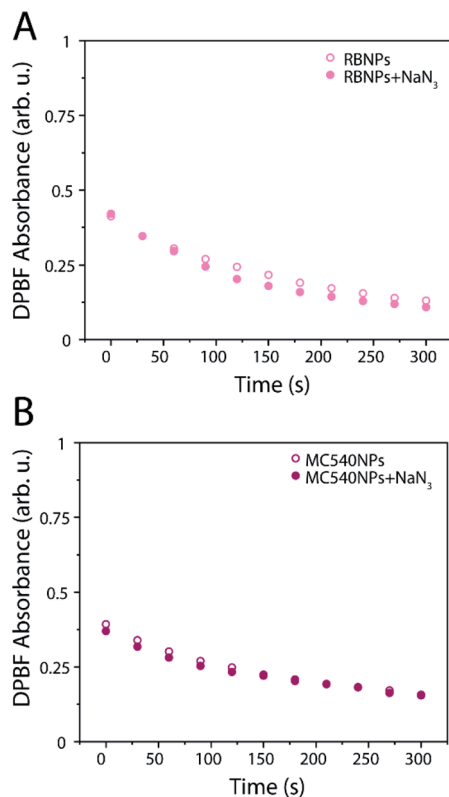 A
1
0.75
0.5
0.25
0
DPBF Absorbance (arb. u.)
RBNPs
RBNPs+NaN₃
0 50 100 150 200 250 300
Time (s)
B
1
0.75
0.5
0.25
0
DPBF Absorbance (arb. u.)
MC540NPs
MC540NPs+NaN₃
0 50 100 150 200 250 300
Time (s)